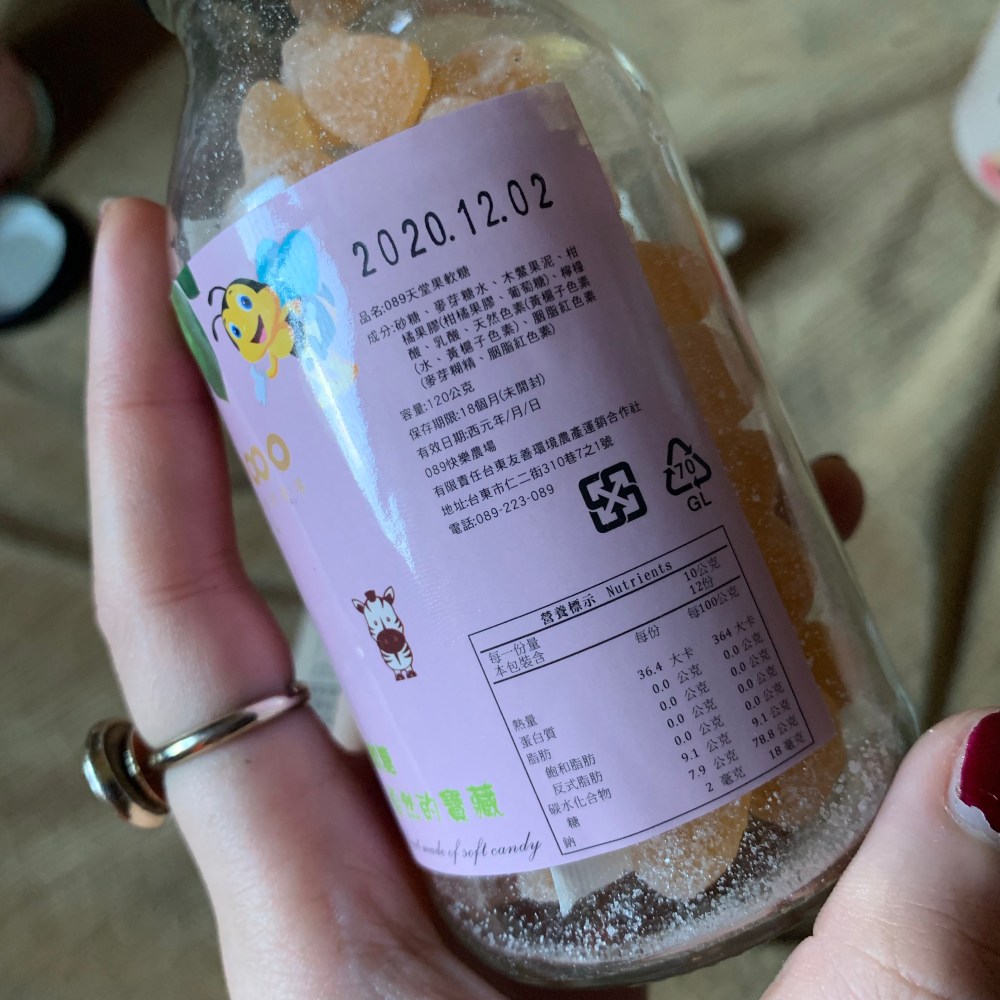 2020.12.02
品名:089天堂果軟糖
成分:砂糖、麥芽糖水、木鱉果泥、柑
橘果膠(柑橘果膠、葡萄糖)、檸檬
酸、乳酸、天然色素(黃梔子色素
(水、黃梔子色素)、胭脂紅色素
(麥芽糊精、胭脂紅色素)
容量:120公克
保存期限:18個月(未開封)
有效日期:西元年/月/日
089快樂農場
有限責任台東友善環境農產運銷合作社
地址:台東市仁二街310巷7之1號
電話:089-223-089
70
GL
營養標示 Nutrients
每一份量 10公克
本包裝含 12份
每份 每100公克
熱量 36.4 大卡 364 大卡
蛋白質 0.0 公克 0.0 公克
脂肪 0.0 公克 0.0 公克
飽和脂肪 0.0 公克 0.0 公克
反式脂肪 0.0 公克 0.0 公克
碳水化合物 9.1 公克 9.1 公克
糖 7.9 公克 78.8 公克
鈉 2 毫克 18 毫克
的寶藏
made of soft candy